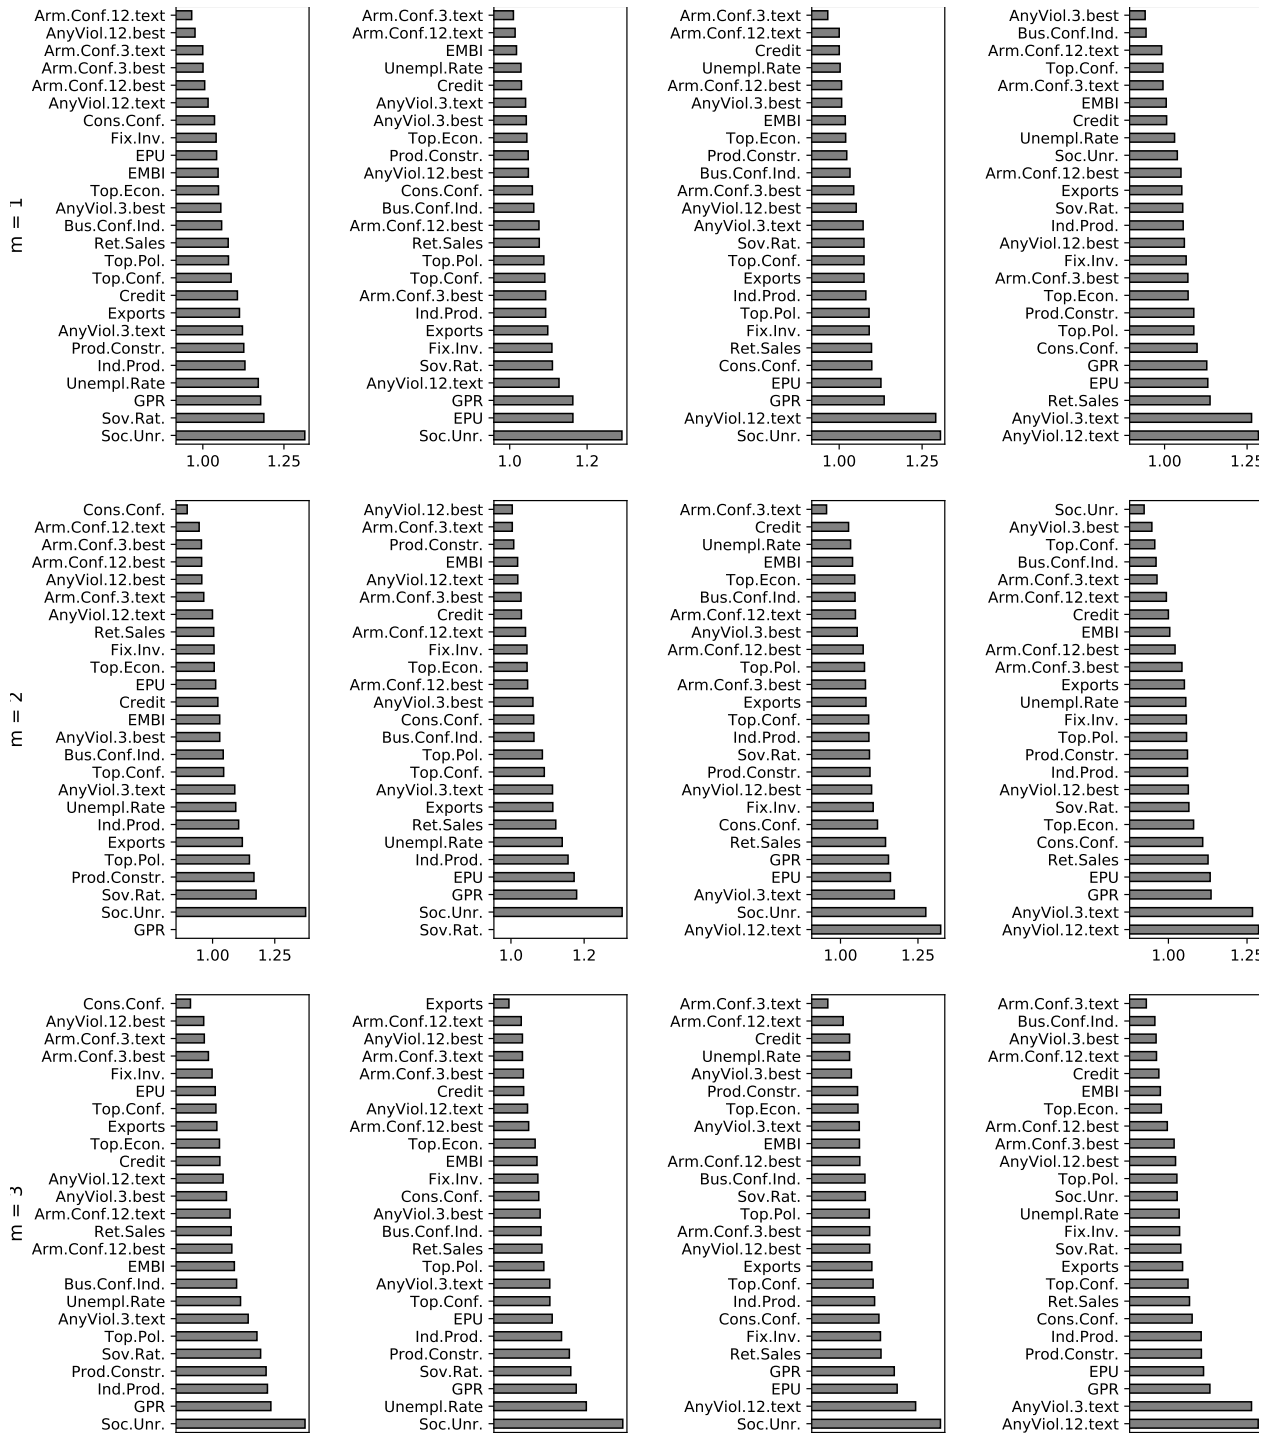 m = 1
Arm.Conf.12.text
AnyViol.12.best
Arm.Conf.3.text
Arm.Conf.3.best
Arm.Conf.12.best
AnyViol.12.text
Cons.Conf.
Fix.Inv.
EPU
EMBI
Top.Econ.
AnyViol.3.best
Bus.Conf.Ind.
Ret.Sales
Top.Pol.
Top.Conf.
Credit
Exports
AnyViol.3.text
Prod.Constr.
Ind.Prod.
Unempl.Rate
GPR
Sov.Rat.
Soc.Unr.
1.00 1.25
Arm.Conf.3.text
Arm.Conf.12.text
EMBI
Unempl.Rate
Credit
AnyViol.3.text
AnyViol.3.best
Top.Econ.
Prod.Constr.
AnyViol.12.best
Cons.Conf.
Bus.Conf.Ind.
Arm.Conf.12.best
Ret.Sales
Top.Pol.
Top.Conf.
Arm.Conf.3.best
Ind.Prod.
Exports
Fix.Inv.
Sov.Rat.
AnyViol.12.text
GPR
EPU
Soc.Unr.
1.0 1.2
Arm.Conf.3.text
Arm.Conf.12.text
Credit
Unempl.Rate
Arm.Conf.12.best
AnyViol.3.best
EMBI
Top.Econ.
Prod.Constr.
Bus.Conf.Ind.
Arm.Conf.3.best
AnyViol.12.best
AnyViol.3.text
Sov.Rat.
Top.Conf.
Exports
Ind.Prod.
Top.Pol.
Fix.Inv.
Ret.Sales
Cons.Conf.
EPU
GPR
AnyViol.12.text
Soc.Unr.
1.00 1.25
AnyViol.3.best
Bus.Conf.Ind.
Arm.Conf.12.text
Top.Conf.
Arm.Conf.3.text
EMBI
Credit
Unempl.Rate
Soc.Unr.
Arm.Conf.12.best
Exports
Sov.Rat.
Ind.Prod.
AnyViol.12.best
Fix.Inv.
Arm.Conf.3.best
Top.Econ.
Prod.Constr.
Top.Pol.
Cons.Conf.
GPR
EPU
Ret.Sales
AnyViol.3.text
AnyViol.12.text
1.00 1.25
m = 2
Cons.Conf.
Arm.Conf.12.text
Arm.Conf.3.best
Arm.Conf.12.best
AnyViol.12.best
Arm.Conf.3.text
AnyViol.12.text
Ret.Sales
Fix.Inv.
Top.Econ.
EPU
Credit
EMBI
AnyViol.3.best
Bus.Conf.Ind.
Top.Conf.
AnyViol.3.text
Unempl.Rate
Ind.Prod.
Exports
Top.Pol.
Prod.Constr.
Sov.Rat.
Soc.Unr.
GPR
1.00 1.25
AnyViol.12.best
Arm.Conf.3.text
Prod.Constr.
EMBI
AnyViol.12.text
Arm.Conf.3.best
Credit
Arm.Conf.12.text
Fix.Inv.
Top.Econ.
Arm.Conf.12.best
AnyViol.3.best
Cons.Conf.
Bus.Conf.Ind.
Top.Pol.
Top.Conf.
AnyViol.3.text
Exports
Ret.Sales
Unempl.Rate
Ind.Prod.
EPU
GPR
Soc.Unr.
Sov.Rat.
1.0 1.2
Arm.Conf.3.text
Credit
Unempl.Rate
EMBI
Top.Econ.
Bus.Conf.Ind.
Arm.Conf.12.text
AnyViol.3.best
Arm.Conf.12.best
Top.Pol.
Arm.Conf.3.best
Exports
Top.Conf.
Ind.Prod.
Sov.Rat.
Prod.Constr.
AnyViol.12.best
Fix.Inv.
Cons.Conf.
Ret.Sales
GPR
EPU
AnyViol.3.text
Soc.Unr.
AnyViol.12.text
1.00 1.25
Soc.Unr.
AnyViol.3.best
Top.Conf.
Bus.Conf.Ind.
Arm.Conf.3.text
Arm.Conf.12.text
Credit
EMBI
Arm.Conf.12.best
Arm.Conf.3.best
Exports
Unempl.Rate
Fix.Inv.
Top.Pol.
Prod.Constr.
Ind.Prod.
AnyViol.12.best
Sov.Rat.
Top.Econ.
Cons.Conf.
Ret.Sales
EPU
GPR
AnyViol.3.text
AnyViol.12.text
1.00 1.25
m = 3
Cons.Conf.
AnyViol.12.best
Arm.Conf.3.text
Arm.Conf.3.best
Fix.Inv.
EPU
Top.Conf.
Exports
Top.Econ.
Credit
AnyViol.12.text
AnyViol.3.best
Arm.Conf.12.text
Ret.Sales
Arm.Conf.12.best
EMBI
Bus.Conf.Ind.
Unempl.Rate
AnyViol.3.text
Top.Pol.
Sov.Rat.
Prod.Constr.
Ind.Prod.
GPR
Soc.Unr.
Exports
Arm.Conf.12.text
AnyViol.12.best
Arm.Conf.3.text
Arm.Conf.3.best
Credit
AnyViol.12.text
Arm.Conf.12.best
Top.Econ.
EMBI
Fix.Inv.
Cons.Conf.
AnyViol.3.best
Bus.Conf.Ind.
Ret.Sales
Top.Pol.
AnyViol.3.text
Top.Conf.
EPU
Ind.Prod.
Prod.Constr.
Sov.Rat.
GPR
Unempl.Rate
Soc.Unr.
Arm.Conf.3.text
Arm.Conf.12.text
Credit
Unempl.Rate
AnyViol.3.best
Prod.Constr.
Top.Econ.
AnyViol.3.text
EMBI
Arm.Conf.12.best
Bus.Conf.Ind.
Sov.Rat.
Top.Pol.
Arm.Conf.3.best
AnyViol.12.best
Exports
Top.Conf.
Ind.Prod.
Cons.Conf.
Fix.Inv.
Ret.Sales
GPR
EPU
AnyViol.12.text
Soc.Unr.
Arm.Conf.3.text
Bus.Conf.Ind.
AnyViol.3.best
Arm.Conf.12.text
Credit
EMBI
Top.Econ.
Arm.Conf.12.best
Arm.Conf.3.best
AnyViol.12.best
Top.Pol.
Soc.Unr.
Unempl.Rate
Fix.Inv.
Sov.Rat.
Exports
Top.Conf.
Ret.Sales
Cons.Conf.
Ind.Prod.
Prod.Constr.
EPU
GPR
AnyViol.3.text
AnyViol.12.text